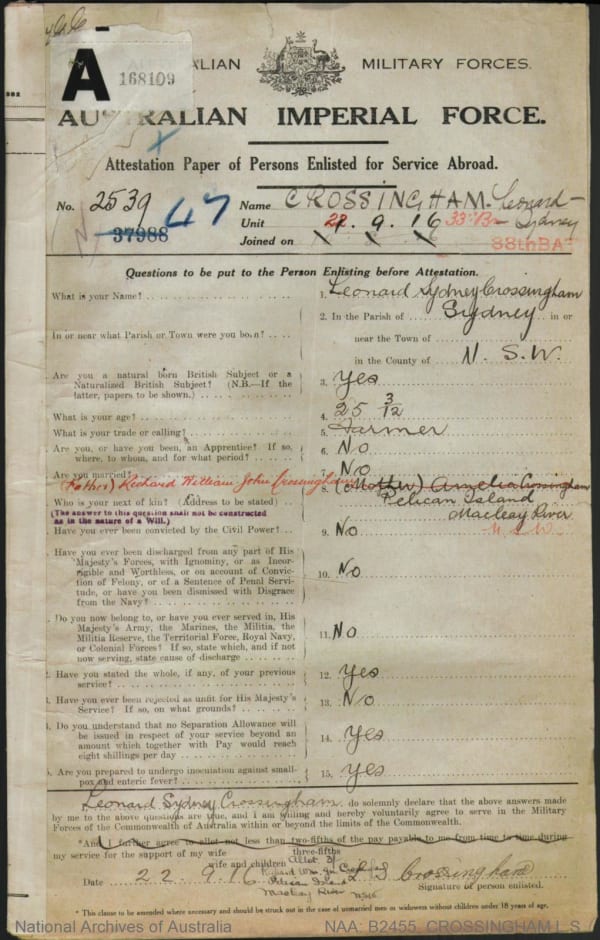 A
168109
AUSTRALIAN MILITARY FORCES.
AUSTRALIAN IMPERIAL FORCE.
Attestation Paper of Persons Enlisted for Service Abroad.
No. 2539 Name CROSSINGHAM. Leonard Sydney
37988 47 Unit 33rd Bn
Joined on 22.9.16
Questions to be put to the Person Enlisting before Attestation.
What is your Name? 1. Leonard Sydney Crossingham
In or near what Parish or Town were you born? 2. In the Parish of Sydney in or
near the Town of
in the County of N.S.W.
Are you a natural born British Subject or a
Naturalized British Subject? (N.B.—If the 3. Yes
latter, papers to be shown.)
What is your age? 4. 25 3/12
What is your trade or calling? 5. Farmer
Are you, or have you been, an Apprentice? If so,
where, to whom, and for what period? 6. No
Are you married? 7. No
(Father) Richard William John Crossingham 8. (Mother) Amelia Crossingham
Who is your next of kin? (Address to be stated) Pelican Island
(The answer to this question shall not be constructed Macleay River
as in the nature of a Will.) N.S.W.
Have you ever been convicted by the Civil Power? 9. No
Have you ever been discharged from any part of His
Majesty's Forces, with Ignominy, or as Incor-
rigible and Worthless, or on account of Convic-
tion of Felony, or of a Sentence of Penal Servi- 10. No
tude, or have you been dismissed with Disgrace
from the Navy?
Do you now belong to, or have you ever served in, His
Majesty's Army, the Marines, the Militia, the
Militia Reserve, the Territorial Force, Royal Navy,
or Colonial Forces? If so, state which, and if not 11. No
now serving, state cause of discharge
Have you stated the whole, if any, of your previous
service? 12. Yes
Have you ever been rejected as unfit for His Majesty's
Service? If so, on what grounds? 13. No
Do you understand that no Separation Allowance will
be issued in respect of your service beyond an
amount which together with Pay would reach 14. Yes
eight shillings per day
Are you prepared to undergo inoculation against small-
pox and enteric fever? 15. Yes
Leonard Sydney Crossingham do solemnly declare that the above answers made
by me to the above questions are true, and I am willing and hereby voluntarily agree to serve in the Military
Forces of the Commonwealth of Australia within or beyond the limits of the Commonwealth.
*And I further agree to allot not less than two-fifths of the pay payable to me from time to time during
three-fifths
my service for the support of my wife
wife and children
Allot 3/
Pelican Island
Macleay River NSW
Date 22.9.16 L S Crossingham
Signature of person enlisted.
* This clause to be amended where necessary and should be struck out in the case of unmarried men or widowers without children under 18 years of age.
National Archives of Australia NAA: B2455, CROSSINGHAM L S